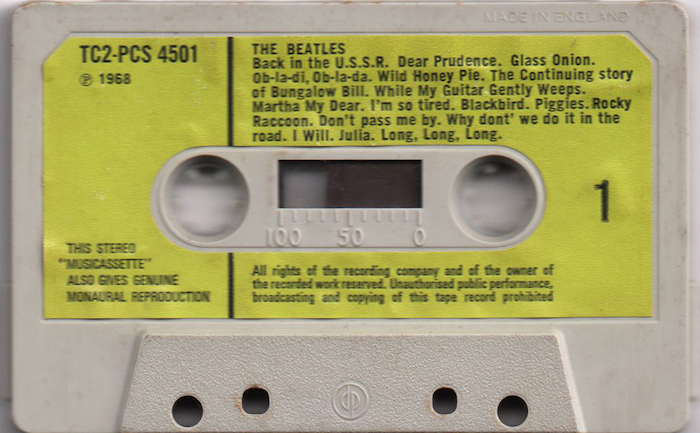 MADE IN ENGLAND
TC2-PCS 4501
℗ 1968
THE BEATLES
Back in the U.S.S.R. Dear Prudence. Glass Onion.
Ob-la-di, Ob-la-da. Wild Honey Pie. The Continuing story
of Bungalow Bill. While My Guitar Gently Weeps.
Martha My Dear. I'm so tired. Blackbird. Piggies. Rocky
Raccoon. Don't pass me by. Why dont' we do it in the
road. I Will. Julia. Long, Long, Long.
1
100 50 0
THIS STEREO
"MUSICASSETTE"
ALSO GIVES GENUINE
MONAURAL REPRODUCTION
All rights of the recording company and of the owner of
the recorded work reserved. Unauthorised public performance,
broadcasting and copying of this tape record prohibited